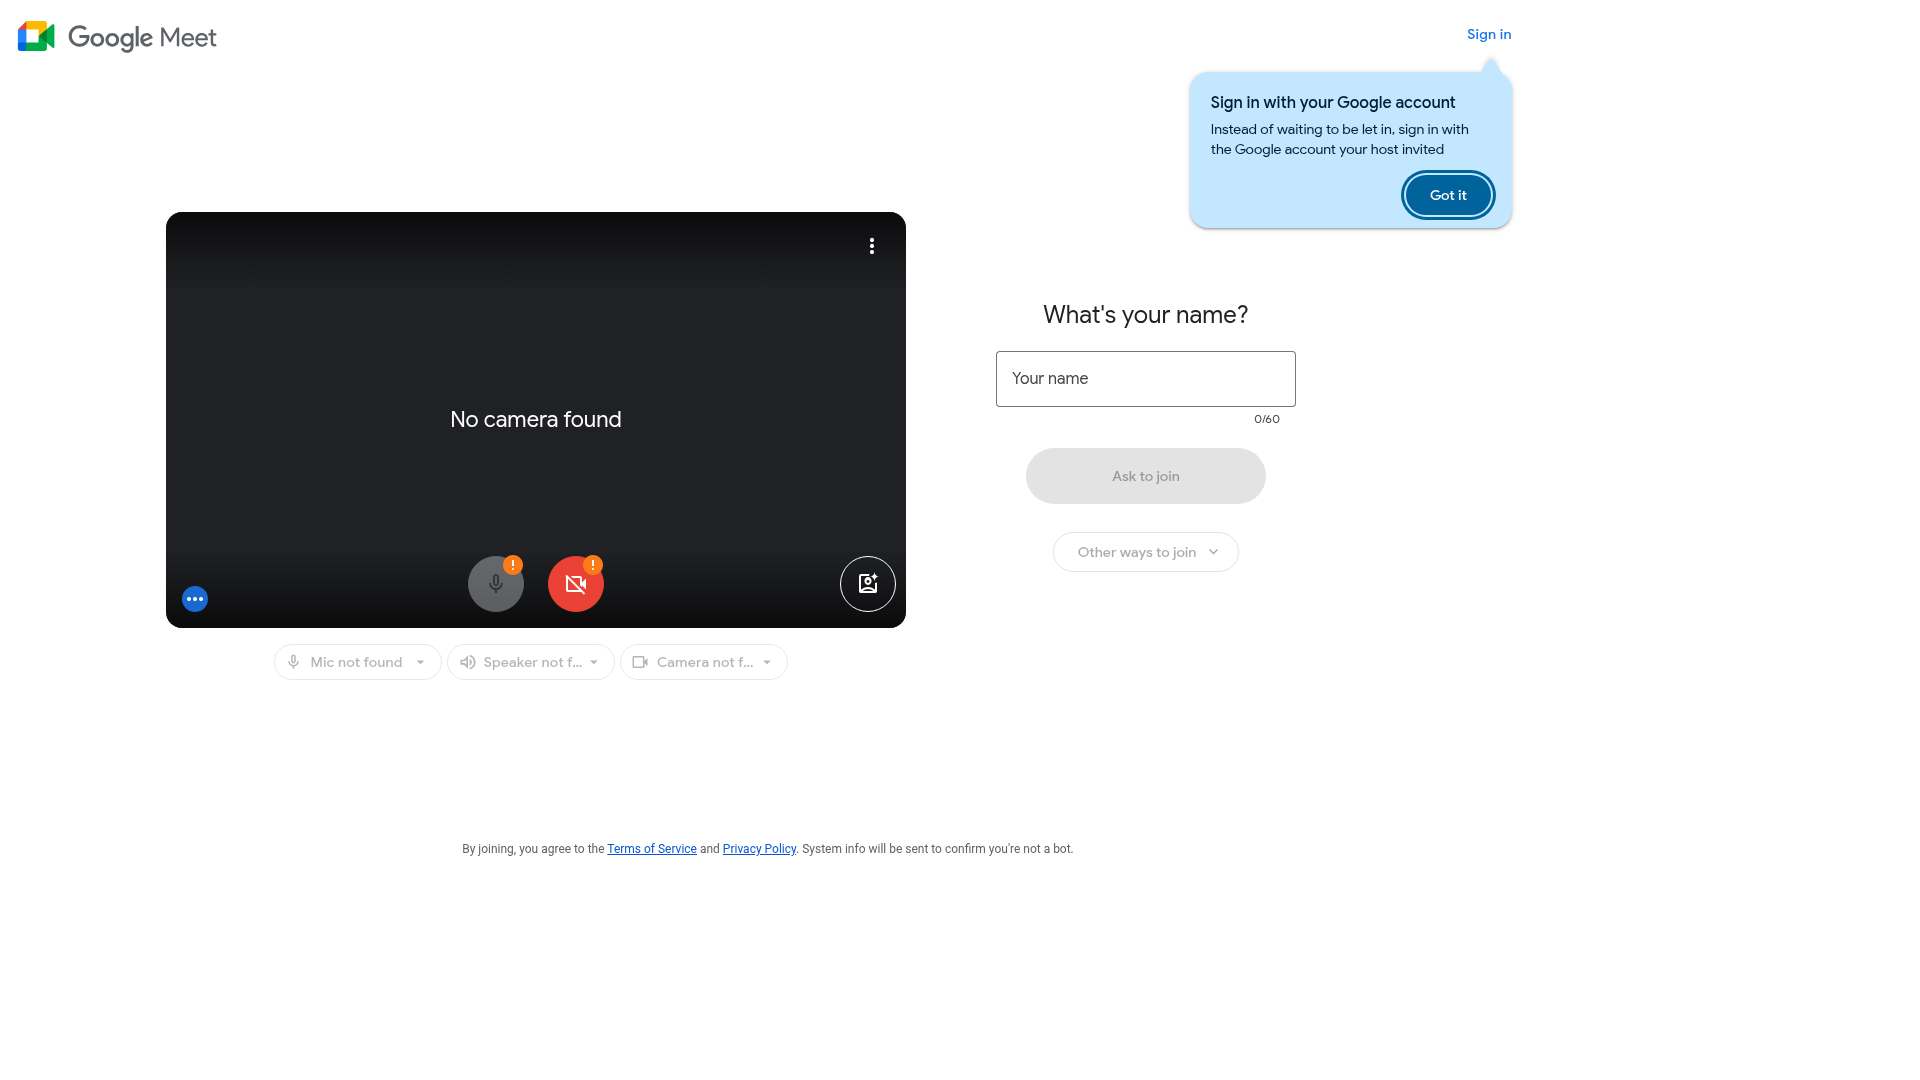 Google Meet
Sign in
Sign in with your Google account
Instead of waiting to be let in, sign in with
the Google account your host invited
Got it
No camera found
What's your name?
Your name
0/60
Ask to join
Other ways to join
Mic not found
Speaker not f...
Camera not f...
By joining, you agree to the Terms of Service and Privacy Policy. System info will be sent to confirm you're not a bot.